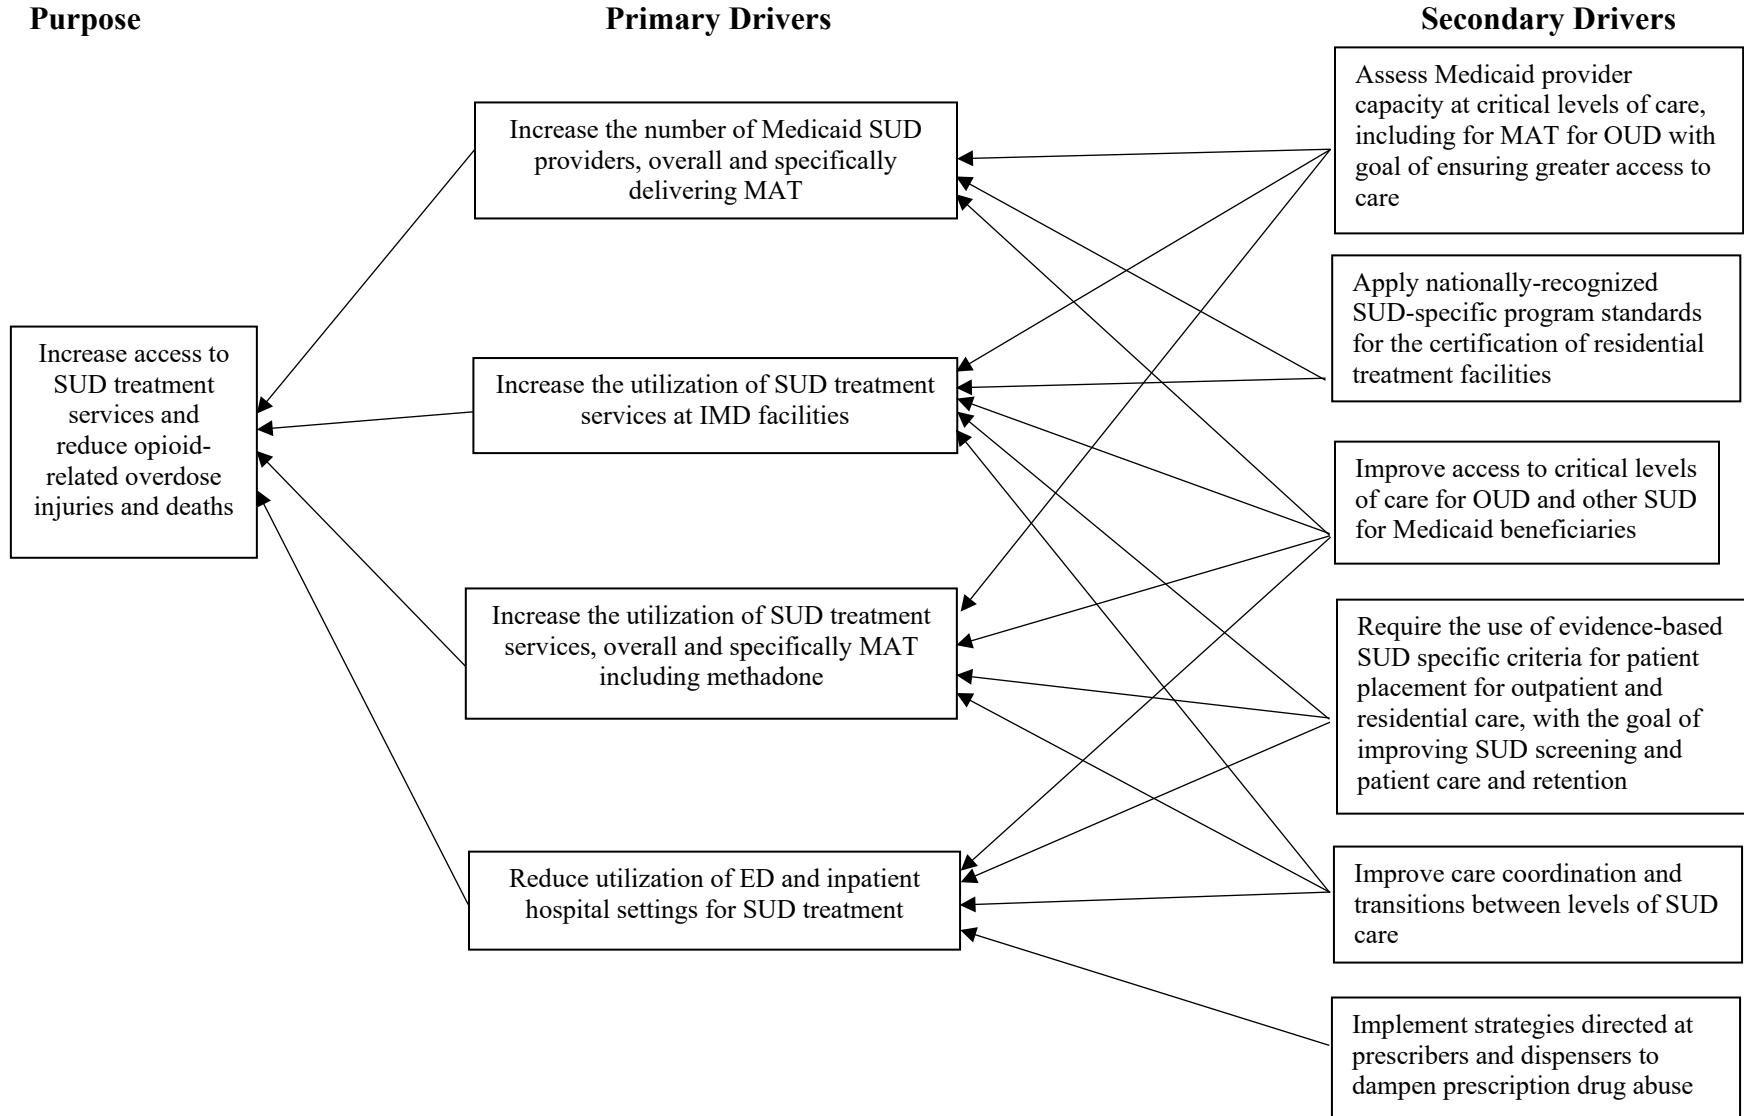 Purpose
Primary Drivers
Secondary Drivers
Increase access to
SUD treatment
services and
reduce opioid-
related overdose
injuries and deaths
Increase the number of Medicaid SUD
providers, overall and specifically
delivering MAT
Increase the utilization of SUD treatment
services at IMD facilities
Increase the utilization of SUD treatment
services, overall and specifically MAT
including methadone
Reduce utilization of ED and inpatient
hospital settings for SUD treatment
Assess Medicaid provider
capacity at critical levels of care,
including for MAT for OUD with
goal of ensuring greater access to
care
Apply nationally-recognized
SUD-specific program standards
for the certification of residential
treatment facilities
Improve access to critical levels
of care for OUD and other SUD
for Medicaid beneficiaries
Require the use of evidence-based
SUD specific criteria for patient
placement for outpatient and
residential care, with the goal of
improving SUD screening and
patient care and retention
Improve care coordination and
transitions between levels of SUD
care
Implement strategies directed at
prescribers and dispensers to
dampen prescription drug abuse